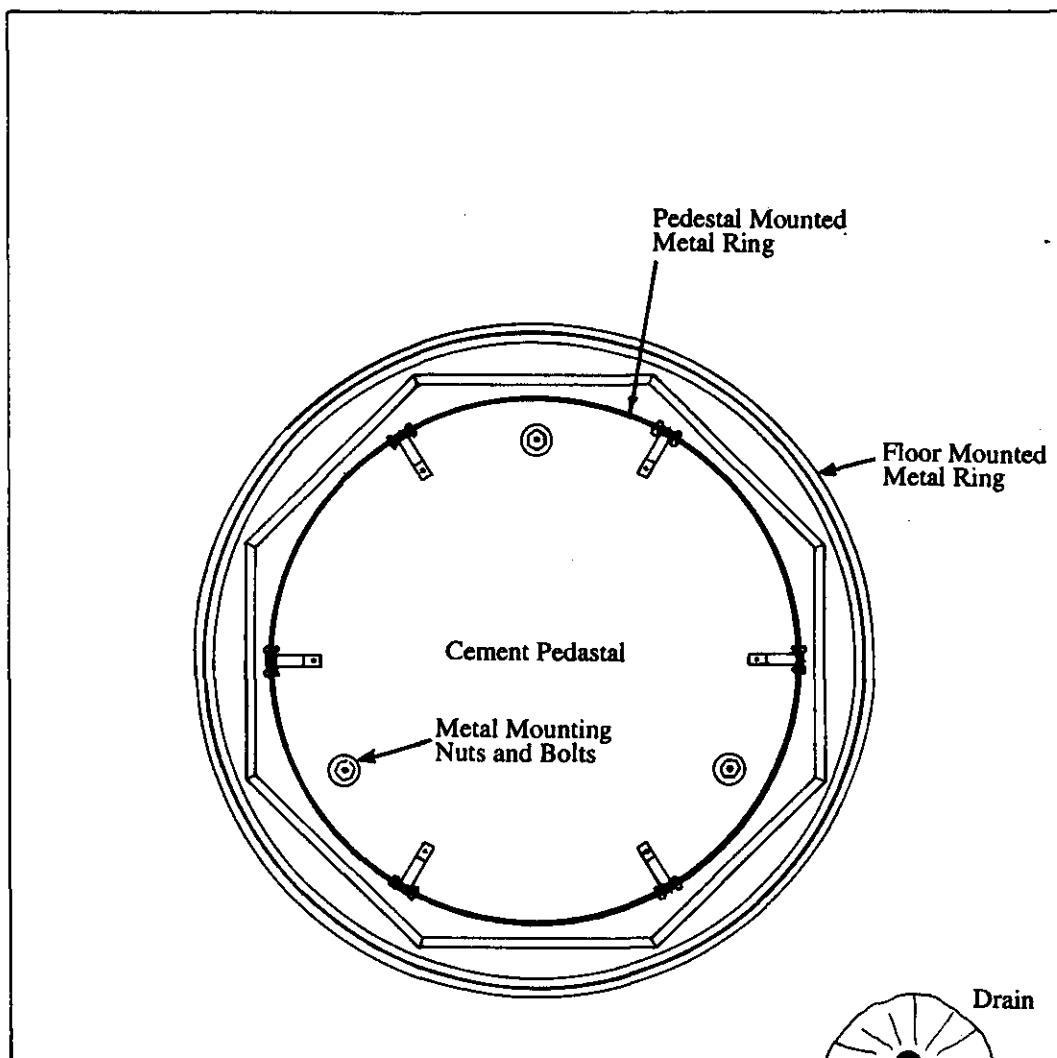 Pedestal Mounted
Metal Ring
Floor Mounted
Metal Ring
Cement Pedastal
Metal Mounting
Nuts and Bolts
Drain